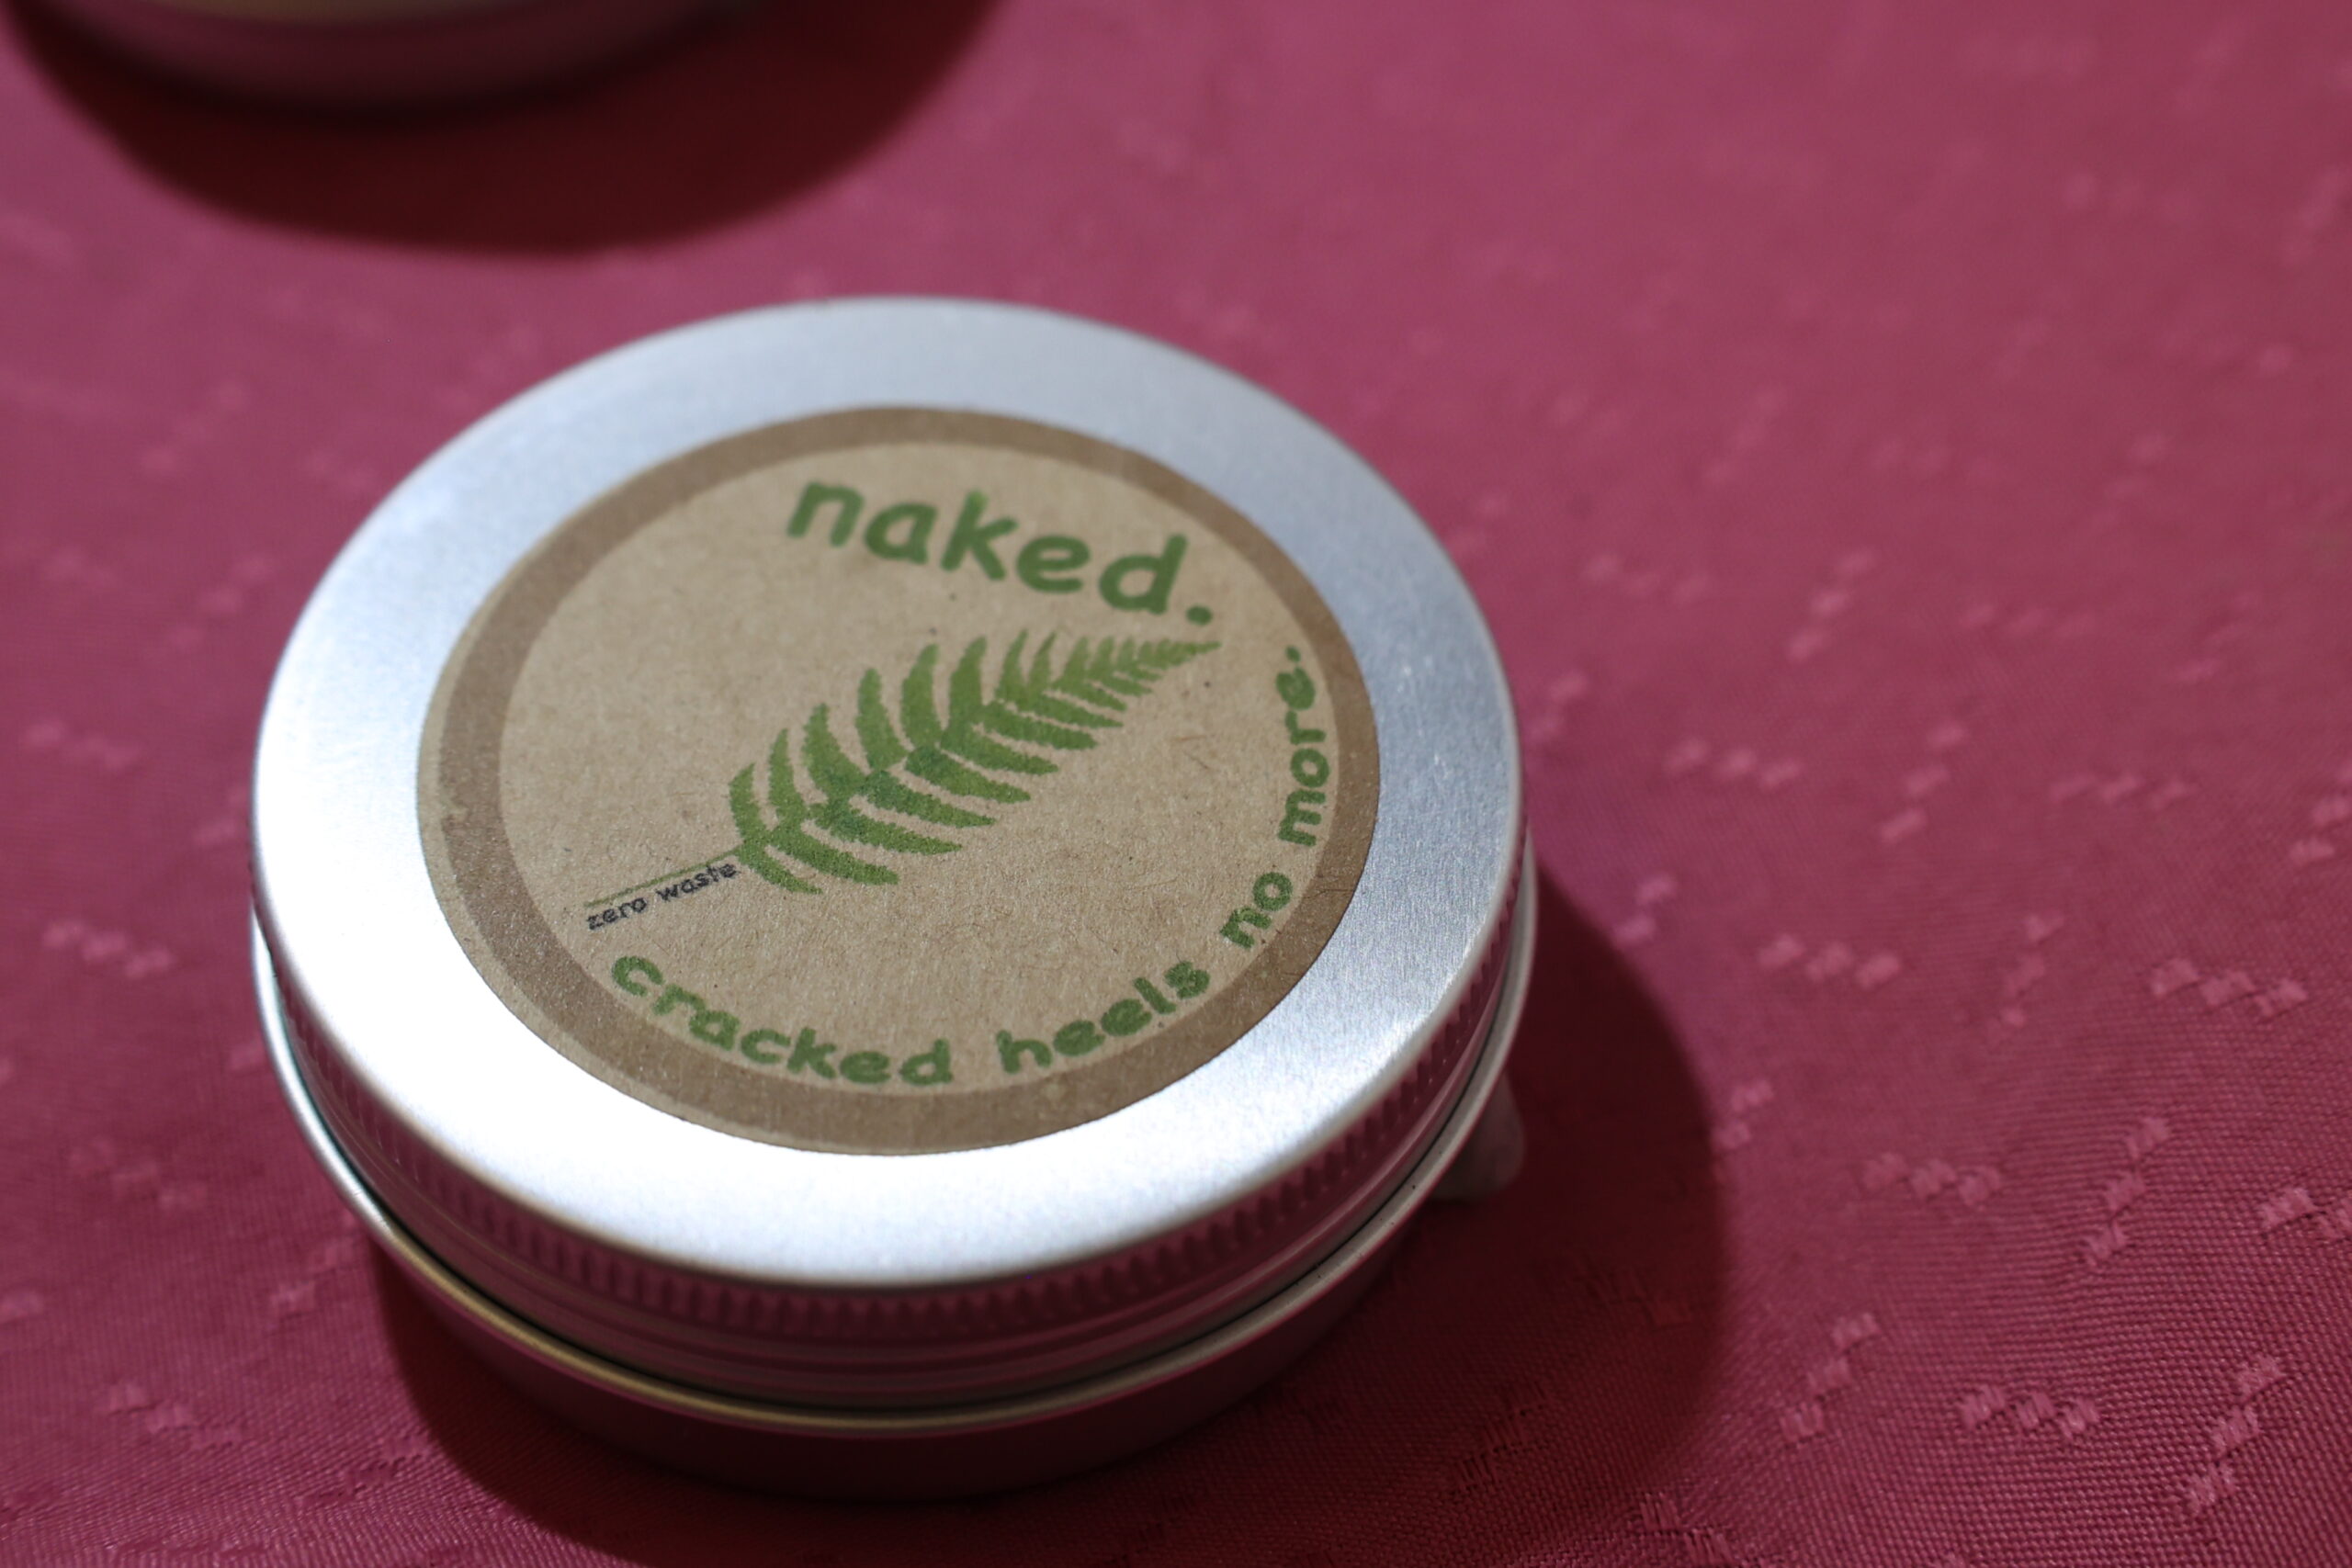 naked.
zero waste
cracked heels no more.